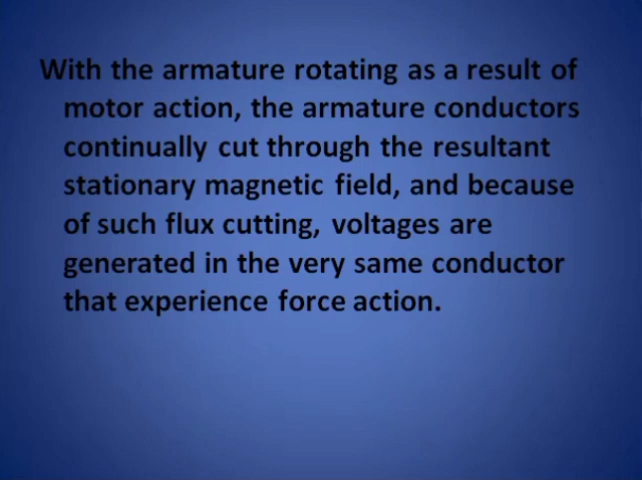 With the armature rotating as a result of
motor action, the armature conductors
continually cut through the resultant
stationary magnetic field, and because
of such flux cutting, voltages are
generated in the very same conductor
that experience force action.